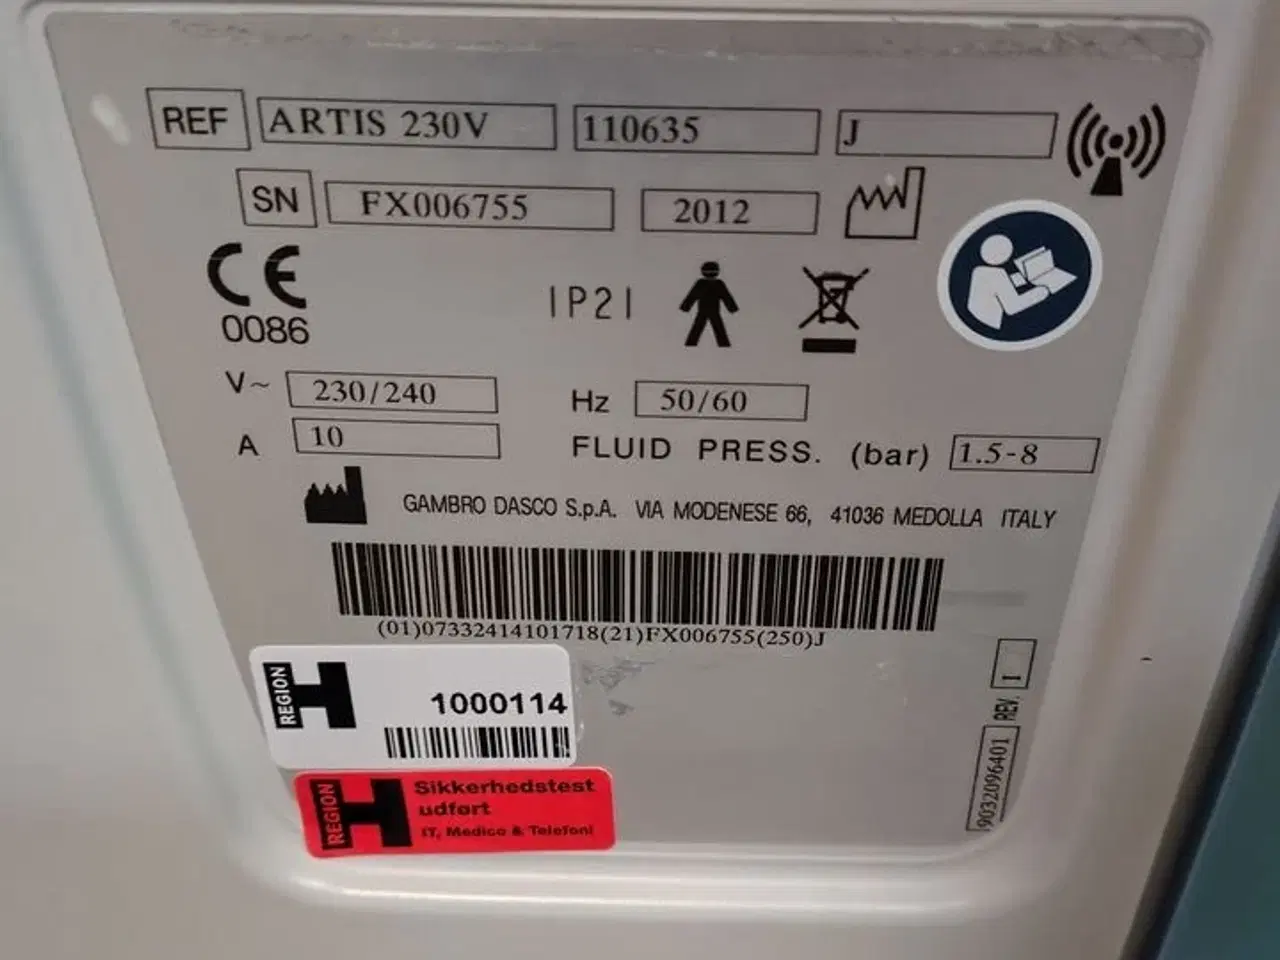 REF ARTIS 230V 110635 J
SN FX006755 2012
CE 0086
IP21
V~ 230/240 Hz 50/60
A 10 FLUID PRESS. (bar) 1.5-8
GAMBRO DASCO S.p.A. VIA MODENESE 66, 41036 MEDOLLA ITALY
(01)07332414101718(21)FX006755(250)J
REGION H 1000114
REGION H Sikkerhedstest
udført
IT, Medico & Telefoni
9032096401 REV. 1